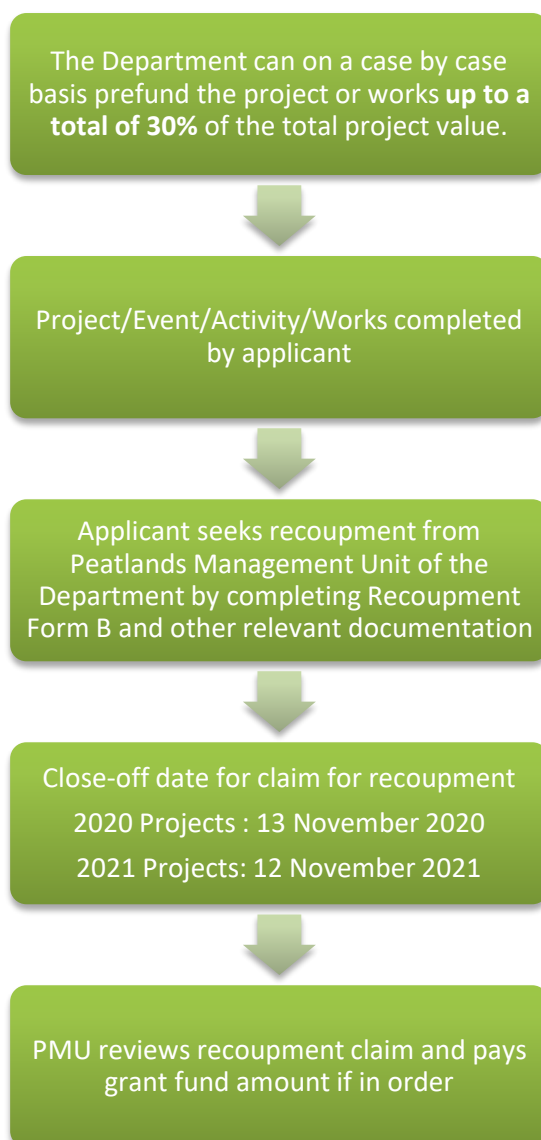 The Department can on a case by case
basis prefund the project or works up to a
total of 30% of the total project value.
Project/Event/Activity/Works completed
by applicant
Applicant seeks recoupment from
Peatlands Management Unit of the
Department by completing Recoupment
Form B and other relevant documentation
Close-off date for claim for recoupment
2020 Projects : 13 November 2020
2021 Projects: 12 November 2021
PMU reviews recoupment claim and pays
grant fund amount if in order